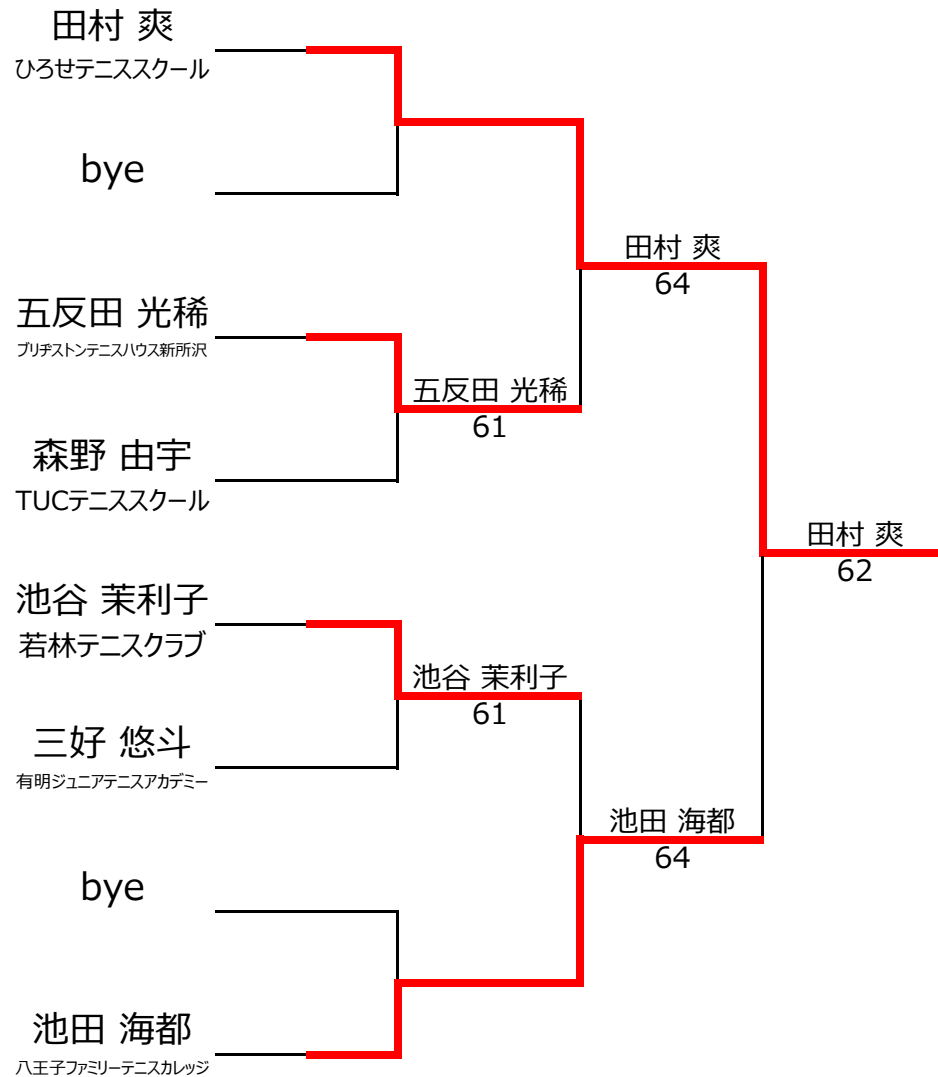 田村 爽
ひろせテニススクール
bye
五反田 光稀
ブリヂストンテニスハウス新所沢
森野 由宇
TUCテニススクール
池谷 茉利子
若林テニスクラブ
三好 悠斗
有明ジュニアテニスアカデミー
bye
池田 海都
八王子ファミリーテニスカレッジ
五反田 光稀
61
池谷 茉利子
61
田村 爽
64
池田 海都
64
田村 爽
62